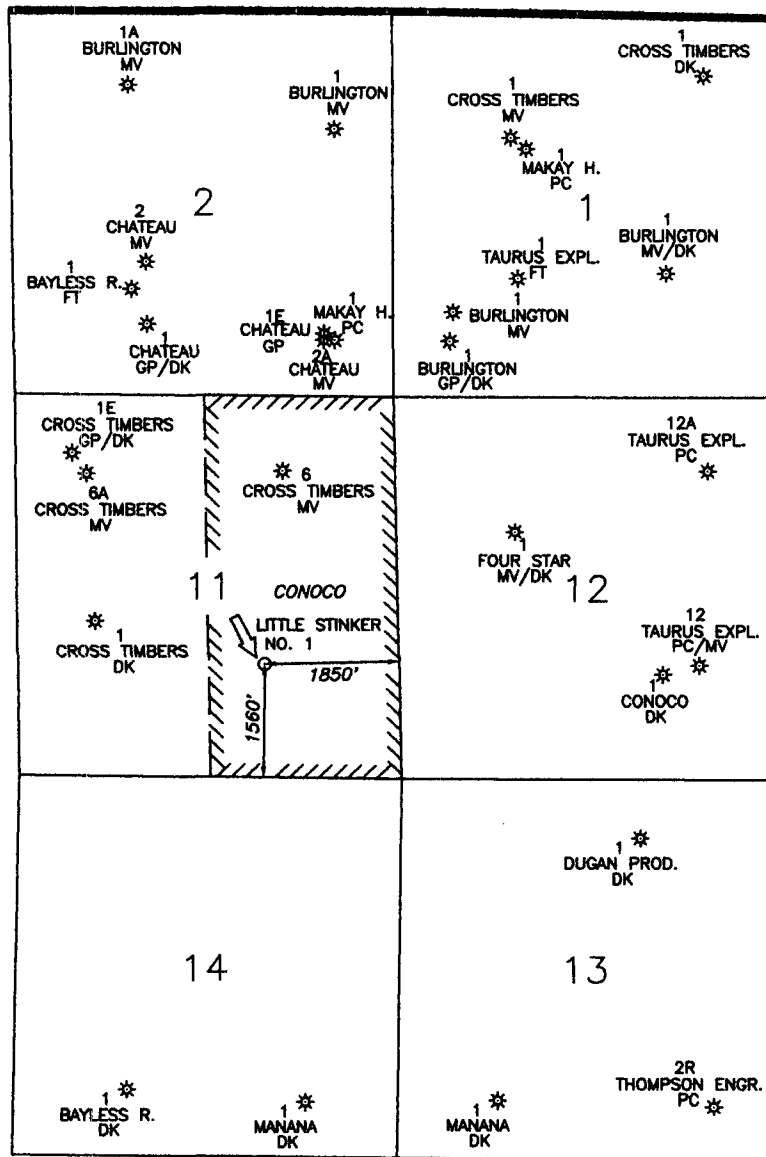 1A
BURLINGTON
MV
1
BURLINGTON
MV
2
2
CHATEAU
MV
1
BAYLESS R.
FT
1
CHATEAU
GP/DK
1E
CHATEAU
GP
1
MAKAY H.
PC
2A
CHATEAU
MV
1
CROSS TIMBERS
DK
1
CROSS TIMBERS
MV
1
MAKAY H.
PC
1
1
BURLINGTON
MV/DK
1
TAURUS EXPL.
FT
1
BURLINGTON
MV
1
BURLINGTON
GP/DK
1E
CROSS TIMBERS
GP/DK
6A
CROSS TIMBERS
MV
6
CROSS TIMBERS
MV
11
CONOCO
LITTLE STINKER
NO. 1
1850'
1560'
1
CROSS TIMBERS
DK
12A
TAURUS EXPL.
PC
1
FOUR STAR
MV/DK
12
12
TAURUS EXPL.
PC/MV
1
CONOCO
DK
14
1
BAYLESS R.
DK
1
MANANA
DK
1
DUGAN PROD.
DK
13
1
MANANA
DK
2R
THOMPSON ENGR.
PC